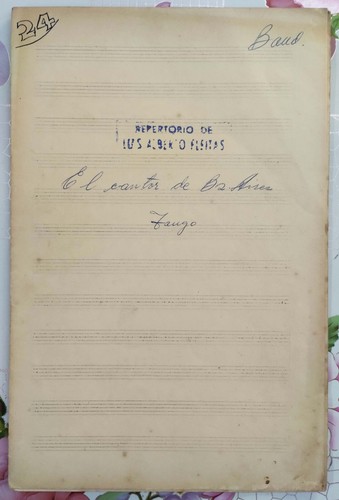 24
Band.
REPERTORIO DE
LUIS ALBERTO FLEITAS
El cantor de Bs Aires
Tango